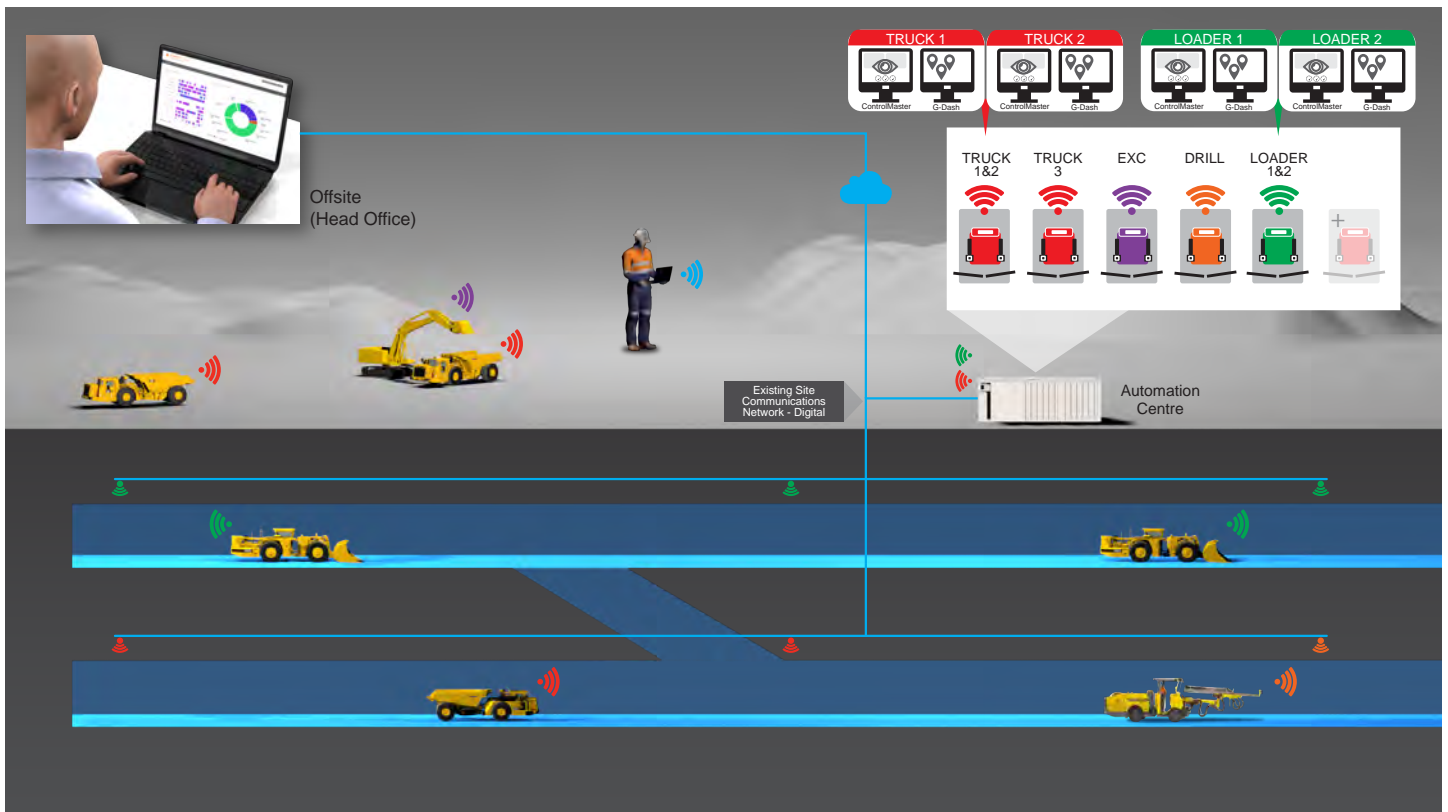 TRUCK 1
TRUCK 2
LOADER 1
LOADER 2
ControlMaster
G-Dash
ControlMaster
G-Dash
ControlMaster
G-Dash
ControlMaster
G-Dash
TRUCK
1&2
TRUCK
3
EXC
DRILL
LOADER
1&2
+
Offsite
(Head Office)
Existing Site
Communications
Network - Digital
Automation
Centre